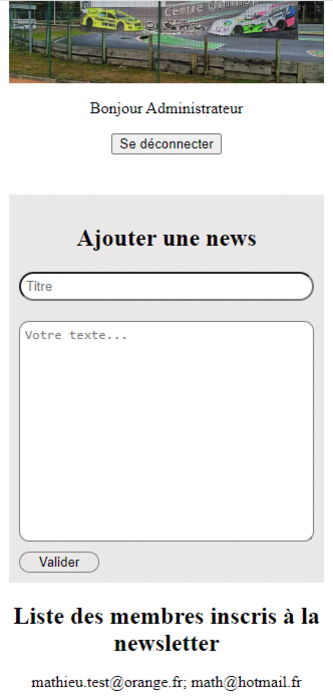 Bonjour Administrateur
Se déconnecter
Ajouter une news
Titre
Votre texte...
Valider
Liste des membres inscris à la
newsletter
mathieu.test@orange.fr; math@hotmail.fr